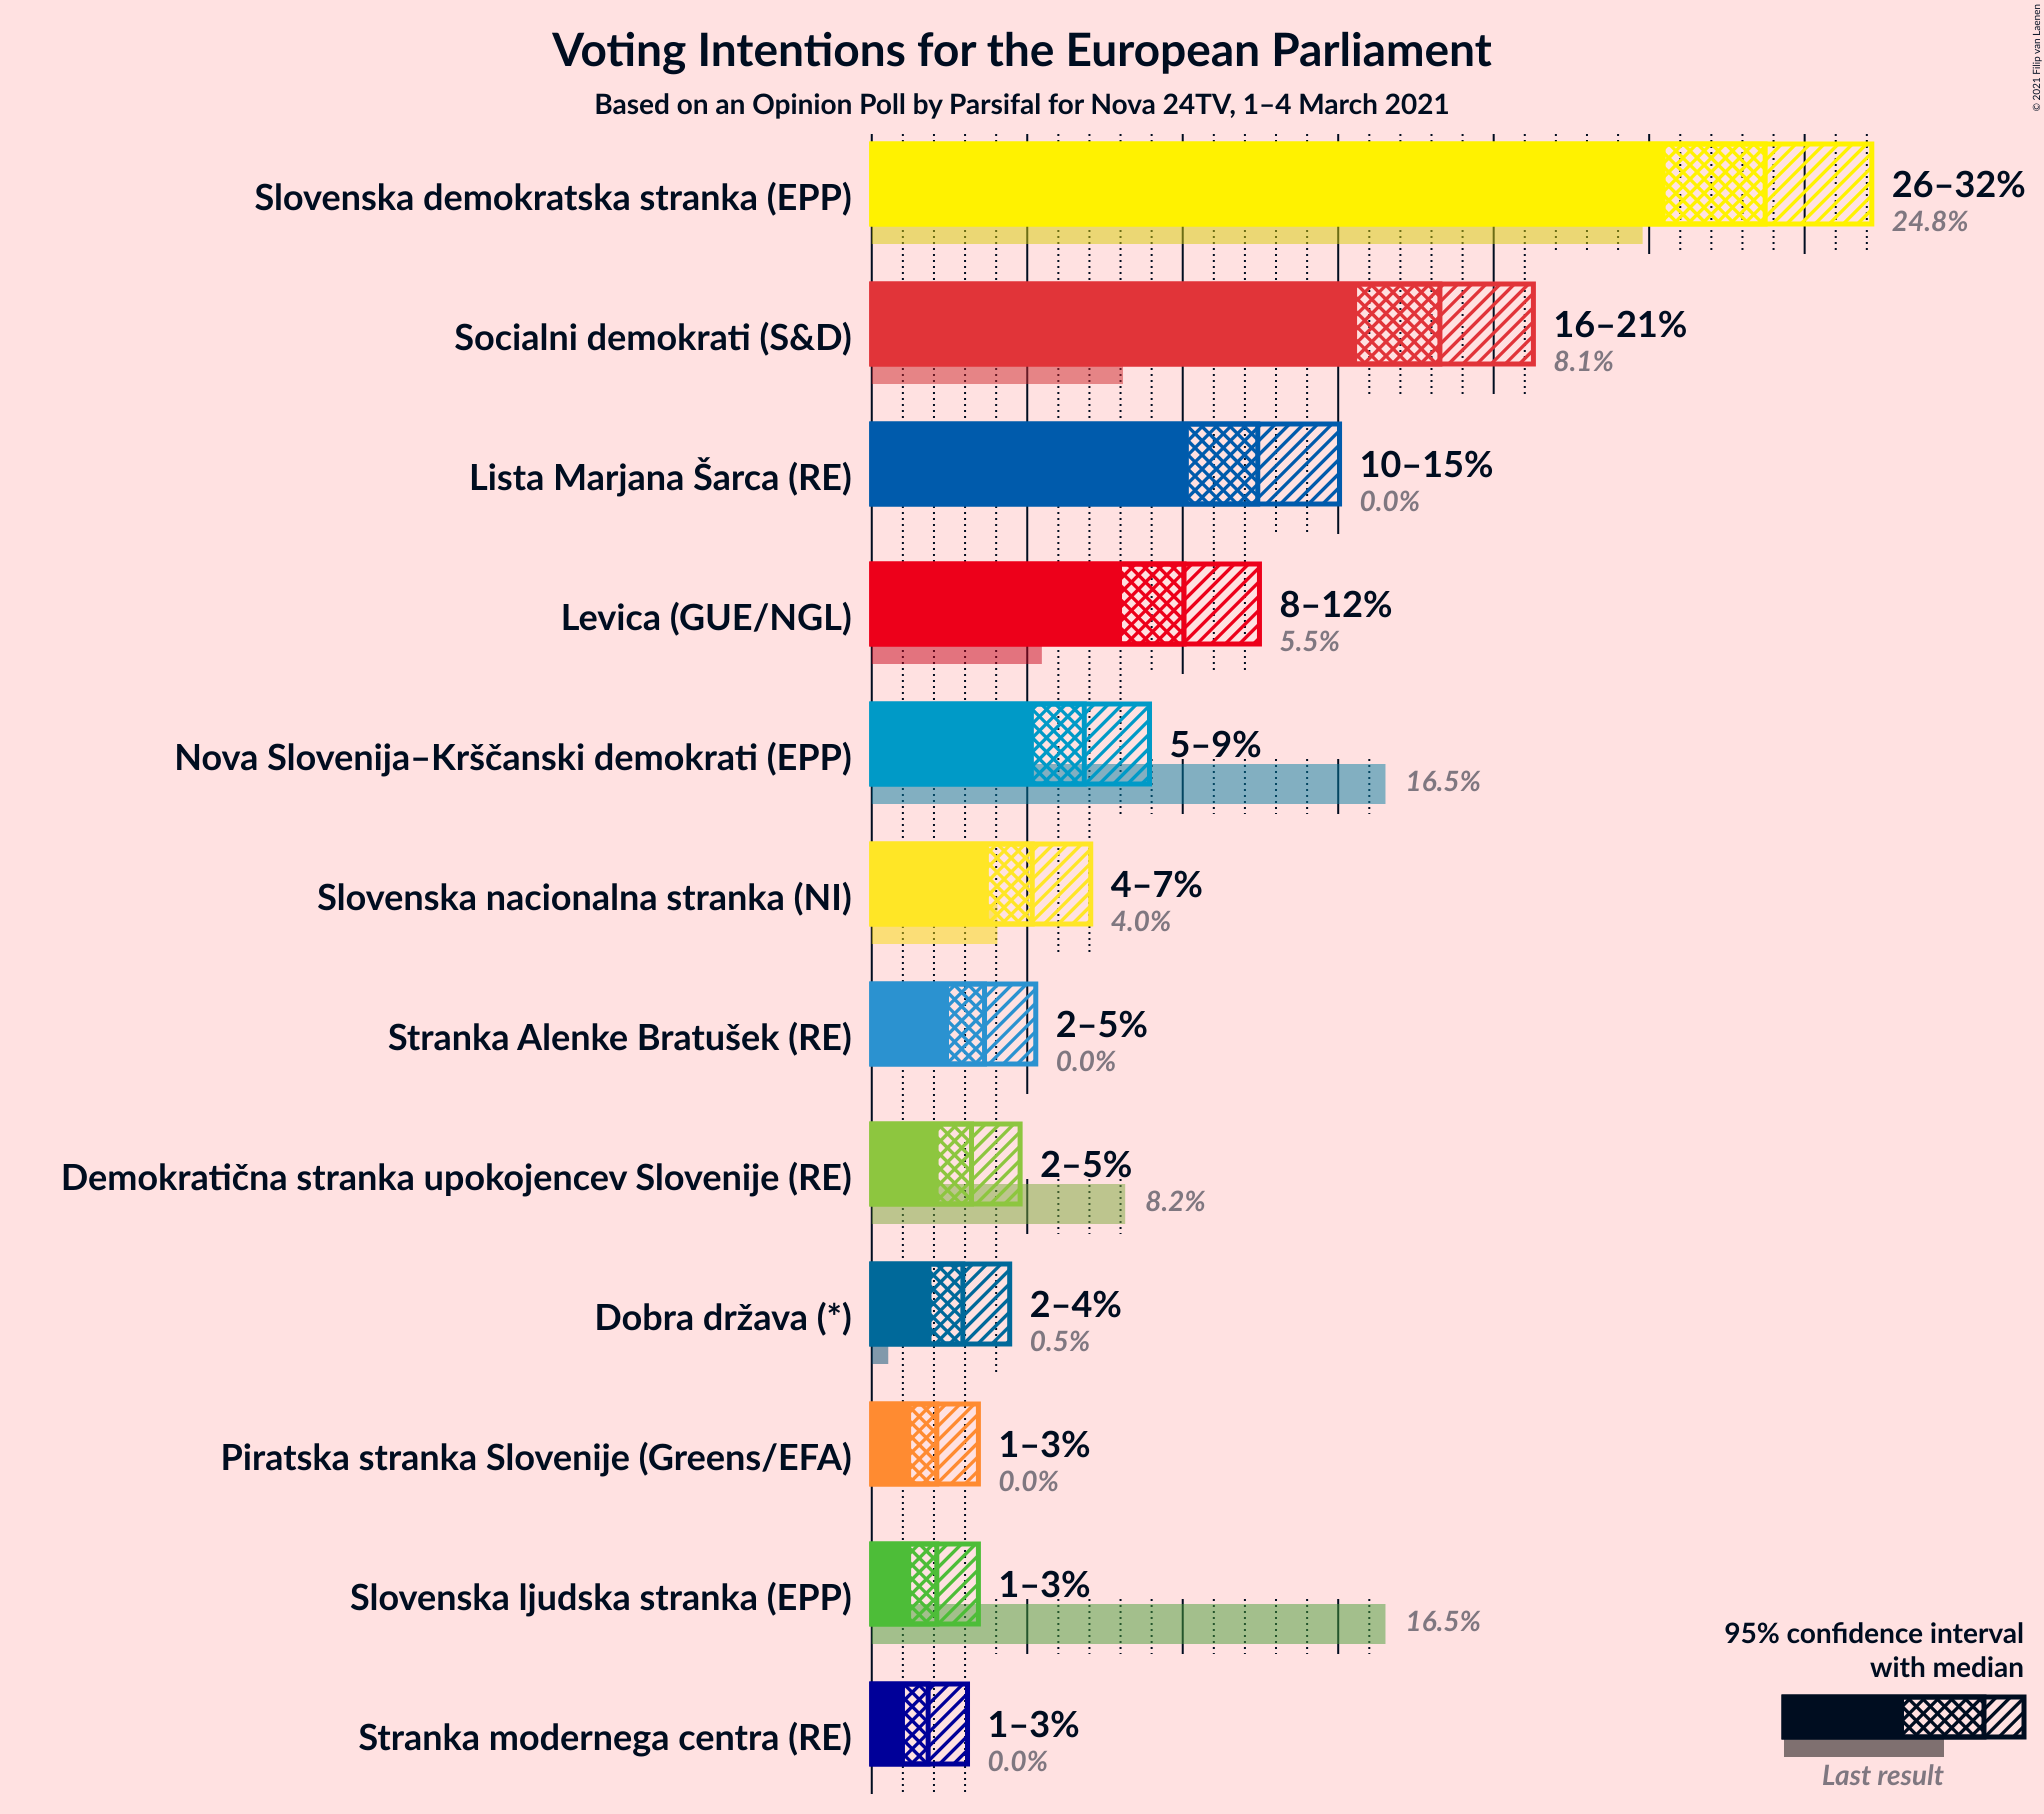 Voting Intentions for the European Parliament
Based on an Opinion Poll by Parsifal for Nova 24TV, 1–4 March 2021
© 2021 Filip van Laenen
Slovenska demokratska stranka (EPP)
26–32%
24.8%
Socialni demokrati (S&D)
16–21%
8.1%
Lista Marjana Šarca (RE)
10–15%
0.0%
Levica (GUE/NGL)
8–12%
5.5%
Nova Slovenija–Krščanski demokrati (EPP)
5–9%
16.5%
Slovenska nacionalna stranka (NI)
4–7%
4.0%
Stranka Alenke Bratušek (RE)
2–5%
0.0%
Demokratična stranka upokojencev Slovenije (RE)
2–5%
8.2%
Dobra država (*)
2–4%
0.5%
Piratska stranka Slovenije (Greens/EFA)
1–3%
0.0%
Slovenska ljudska stranka (EPP)
1–3%
16.5%
Stranka modernega centra (RE)
1–3%
0.0%
95% confidence interval
with median
Last result